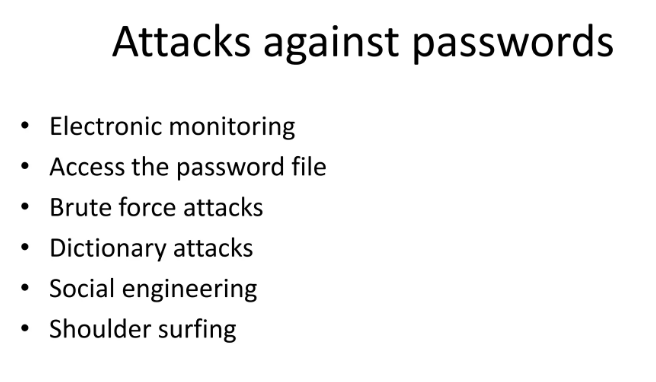 Attacks against passwords
• Electronic monitoring
• Access the password file
• Brute force attacks
• Dictionary attacks
• Social engineering
• Shoulder surfing